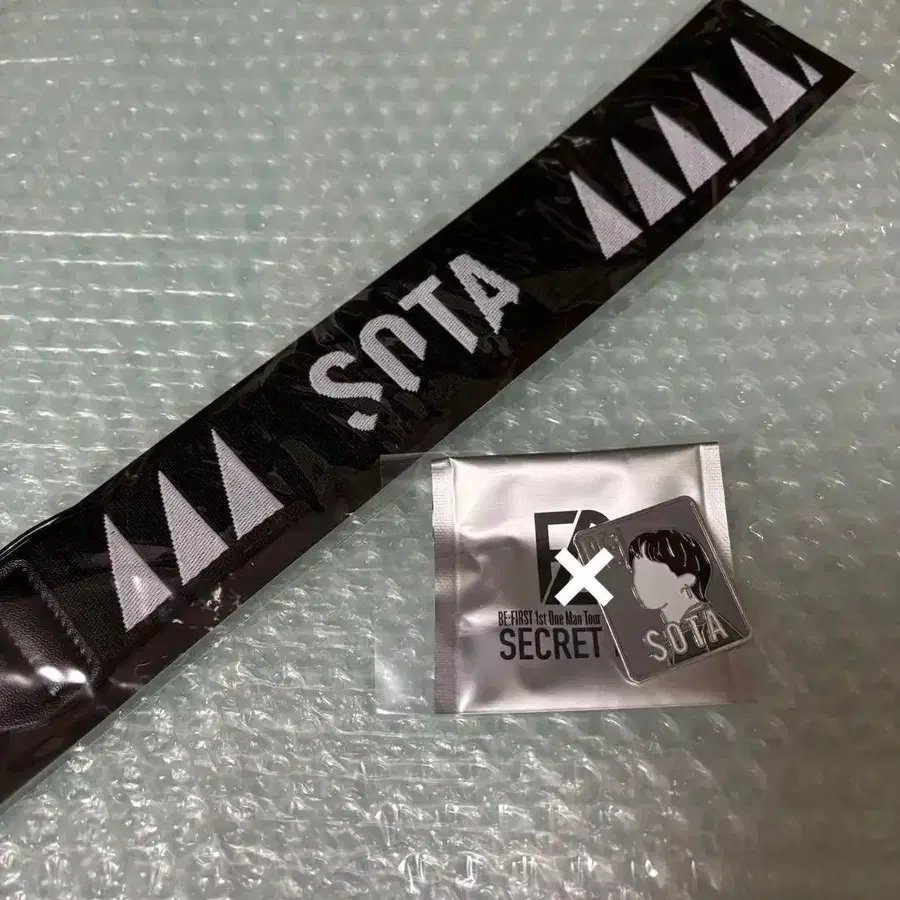 SOTA
BE:FIRST 1st One Man Tour
SECRET
SOTA